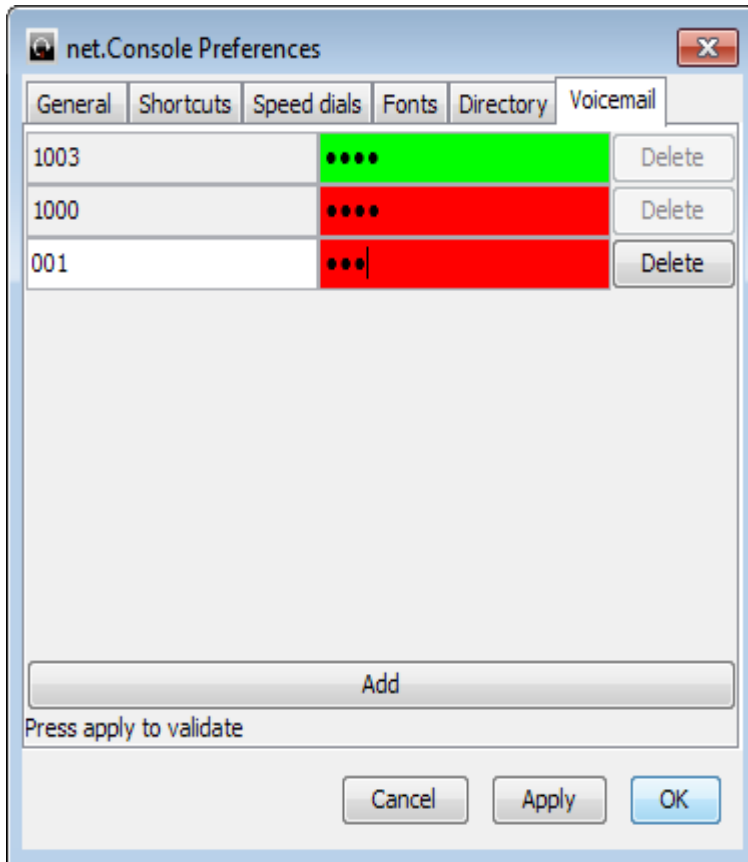 net.Console Preferences
General Shortcuts Speed dials Fonts Directory Voicemail
1003 •••• Delete
1000 •••• Delete
001 ••• Delete
Add
Press apply to validate
Cancel Apply OK